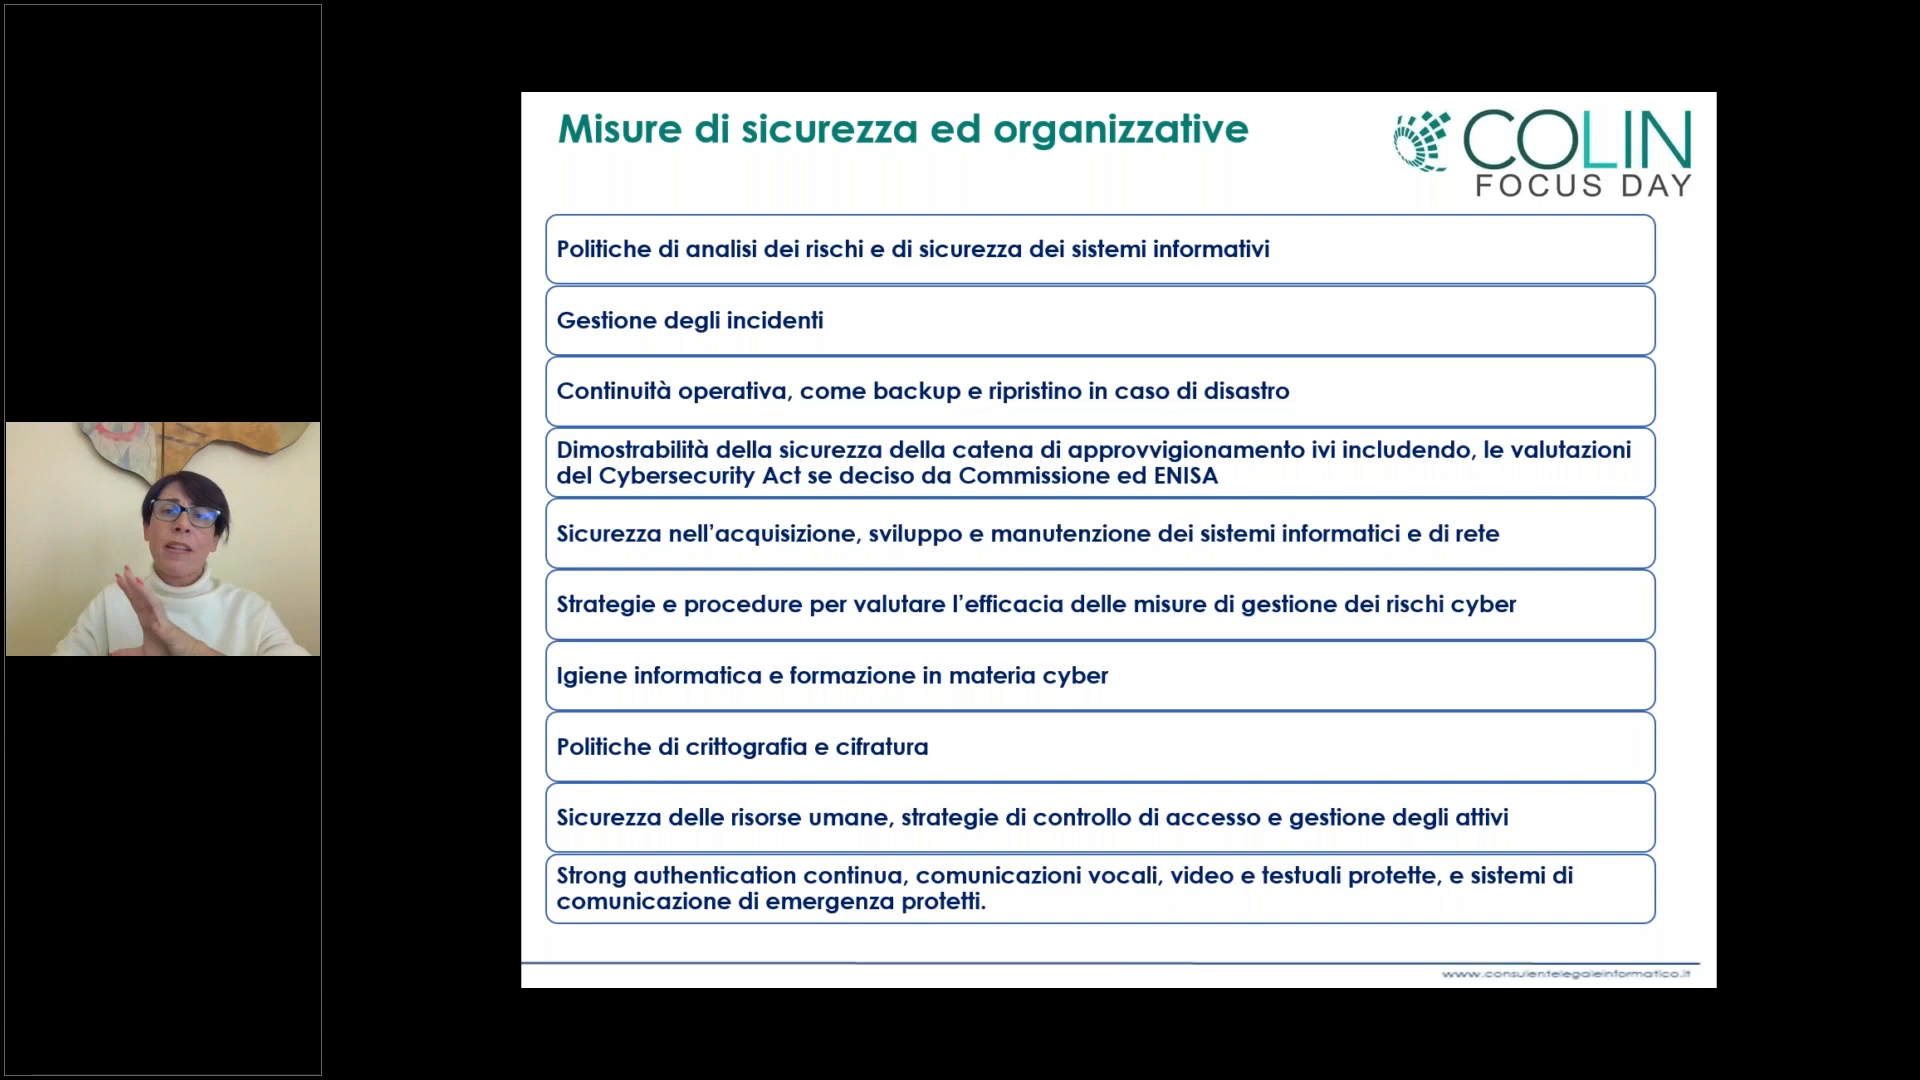 Misure di sicurezza ed organizzative
COLIN
FOCUS DAY
Politiche di analisi dei rischi e di sicurezza dei sistemi informativi
Gestione degli incidenti
Continuità operativa, come backup e ripristino in caso di disastro
Dimostrabilità della sicurezza della catena di approvvigionamento ivi includendo, le valutazioni
del Cybersecurity Act se deciso da Commissione ed ENISA
Sicurezza nell’acquisizione, sviluppo e manutenzione dei sistemi informatici e di rete
Strategie e procedure per valutare l’efficacia delle misure di gestione dei rischi cyber
Igiene informatica e formazione in materia cyber
Politiche di crittografia e cifratura
Sicurezza delle risorse umane, strategie di controllo di accesso e gestione degli attivi
Strong authentication continua, comunicazioni vocali, video e testuali protette, e sistemi di
comunicazione di emergenza protetti.
www.consulentelegaleinformatico.it